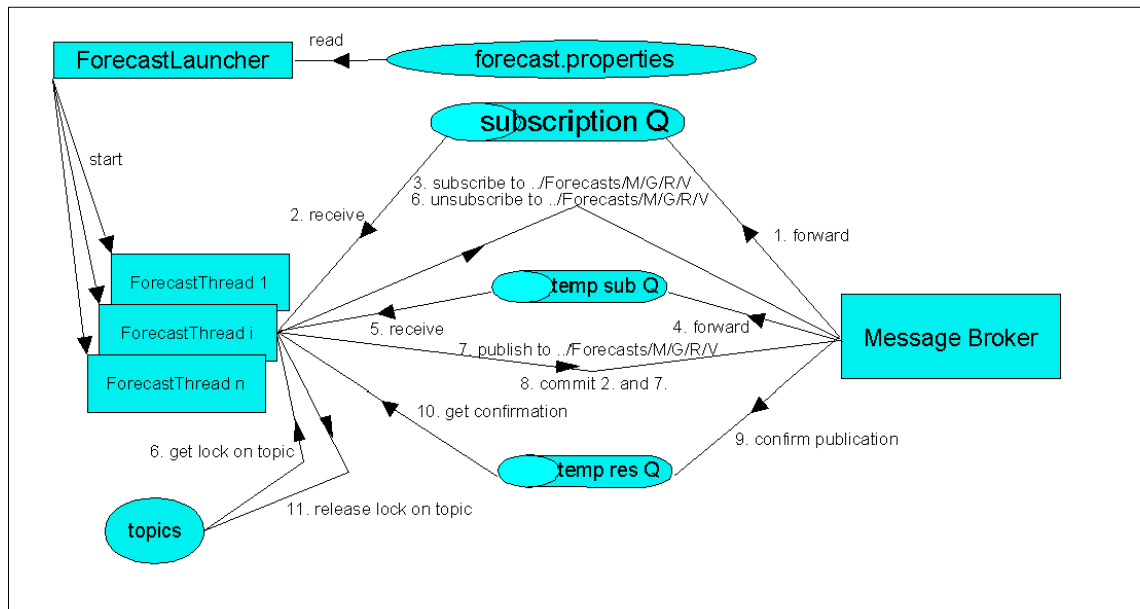 read
ForecastLauncher
forecast.properties
subscription Q
start
3. subscribe to ../Forecasts/M/G/R/V
6. unsubscribe to ../Forecasts/M/G/R/V
2. receive
1. forward
ForecastThread 1
temp sub Q
ForecastThread i
5. receive
4. forward
Message Broker
7. publish to ../Forecasts/M/G/R/V
ForecastThread n
8. commit 2. and 7.
10. get confirmation
9. confirm publication
6. get lock on topic
temp res Q
11. release lock on topic
topics